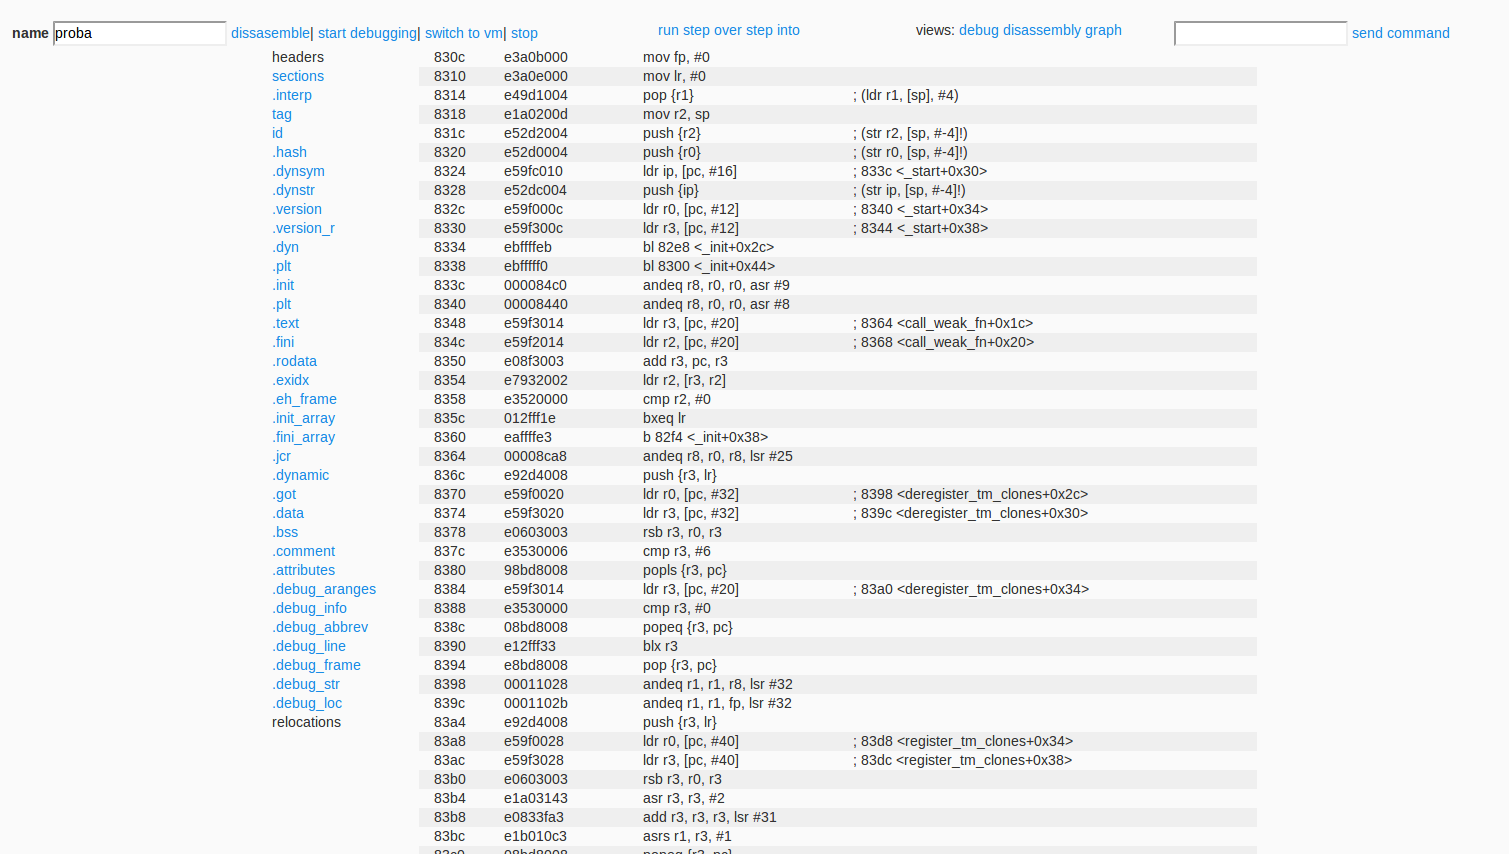 name proba dissasemble| start debugging| switch to vm| stop run step over step into views: debug disassembly graph send command
headers 830c e3a0b000 mov fp, #0
sections 8310 e3a0e000 mov lr, #0
.interp 8314 e49d1004 pop {r1} ; (ldr r1, [sp], #4)
tag 8318 e1a0200d mov r2, sp
id 831c e52d2004 push {r2} ; (str r2, [sp, #-4]!)
.hash 8320 e52d0004 push {r0} ; (str r0, [sp, #-4]!)
.dynsym 8324 e59fc010 ldr ip, [pc, #16] ; 833c <_start+0x30>
.dynstr 8328 e52dc004 push {ip} ; (str ip, [sp, #-4]!)
.version 832c e59f000c ldr r0, [pc, #12] ; 8340 <_start+0x34>
.version_r 8330 e59f300c ldr r3, [pc, #12] ; 8344 <_start+0x38>
.dyn 8334 ebffffeb bl 82e8 <_init+0x2c>
.plt 8338 ebfffff0 bl 8300 <_init+0x44>
.init 833c 000084c0 andeq r8, r0, r0, asr #9
.plt 8340 00008440 andeq r8, r0, r0, asr #8
.text 8348 e59f3014 ldr r3, [pc, #20] ; 8364 <call_weak_fn+0x1c>
.fini 834c e59f2014 ldr r2, [pc, #20] ; 8368 <call_weak_fn+0x20>
.rodata 8350 e08f3003 add r3, pc, r3
.exidx 8354 e7932002 ldr r2, [r3, r2]
.eh_frame 8358 e3520000 cmp r2, #0
.init_array 835c 012fff1e bxeq lr
.fini_array 8360 eaffffe3 b 82f4 <_init+0x38>
.jcr 8364 00008ca8 andeq r8, r0, r8, lsr #25
.dynamic 836c e92d4008 push {r3, lr}
.got 8370 e59f0020 ldr r0, [pc, #32] ; 8398 <deregister_tm_clones+0x2c>
.data 8374 e59f3020 ldr r3, [pc, #32] ; 839c <deregister_tm_clones+0x30>
.bss 8378 e0603003 rsb r3, r0, r3
.comment 837c e3530006 cmp r3, #6
.attributes 8380 98bd8008 popls {r3, pc}
.debug_aranges 8384 e59f3014 ldr r3, [pc, #20] ; 83a0 <deregister_tm_clones+0x34>
.debug_info 8388 e3530000 cmp r3, #0
.debug_abbrev 838c 08bd8008 popeq {r3, pc}
.debug_line 8390 e12fff33 blx r3
.debug_frame 8394 e8bd8008 pop {r3, pc}
.debug_str 8398 00011028 andeq r1, r1, r8, lsr #32
.debug_loc 839c 0001102b andeq r1, r1, fp, lsr #32
relocations 83a4 e92d4008 push {r3, lr}
83a8 e59f0028 ldr r0, [pc, #40] ; 83d8 <register_tm_clones+0x34>
83ac e59f3028 ldr r3, [pc, #40] ; 83dc <register_tm_clones+0x38>
83b0 e0603003 rsb r3, r0, r3
83b4 e1a03143 asr r3, r3, #2
83b8 e0833fa3 add r3, r3, r3, lsr #31
83bc e1b010c3 asrs r1, r3, #1
83c0 08bd8008 popeq {r3, pc}